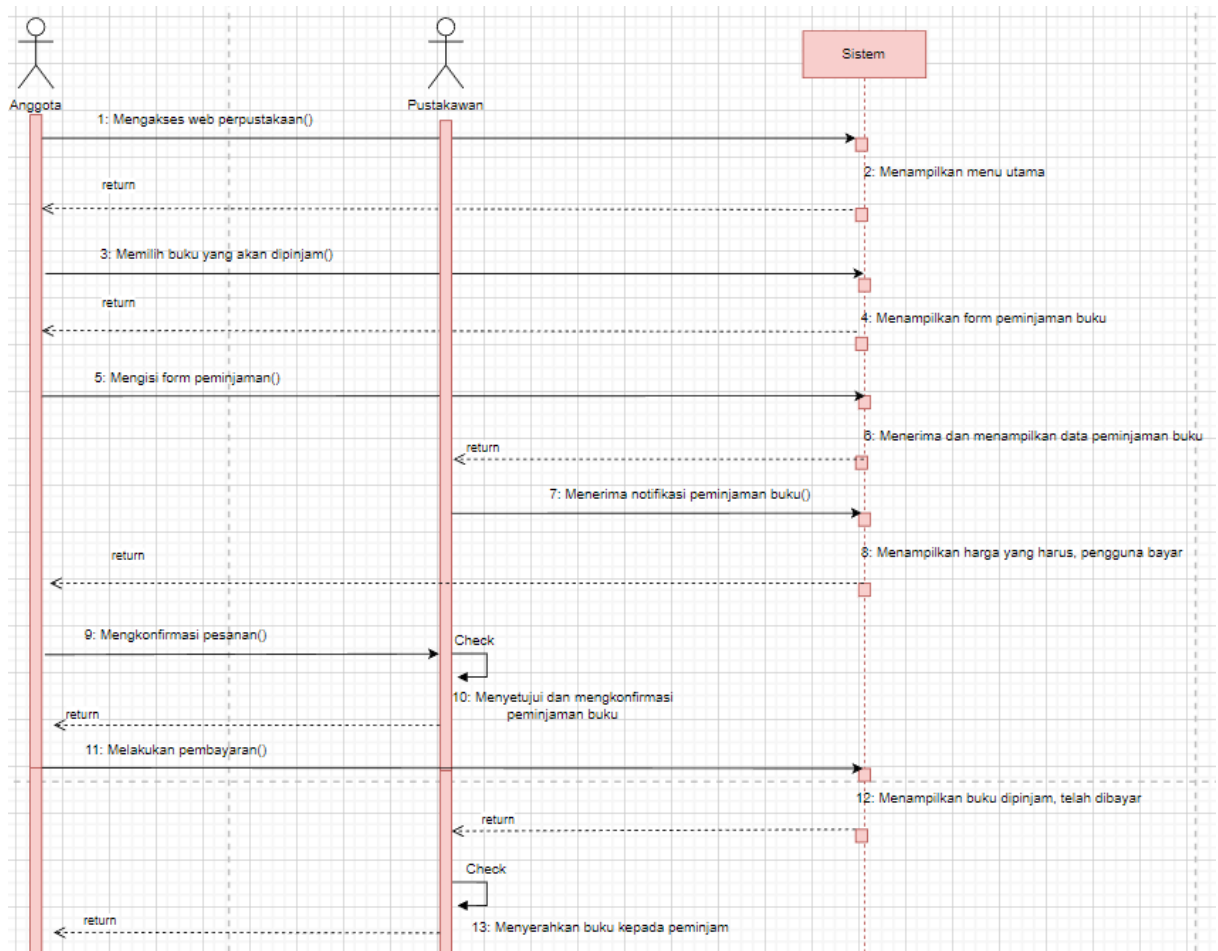 Sistem
Anggota
Pustakawan
1: Mengakses web perpustakaan()
2: Menampilkan menu utama
return
3: Memilih buku yang akan dipinjam()
return
4: Menampilkan form peminjaman buku
5: Mengisi form peminjaman()
6: Menerima dan menampilkan data peminjaman buku
return
7: Menerima notifikasi peminjaman buku()
8: Menampilkan harga yang harus, pengguna bayar
return
9: Mengkonfirmasi pesanan()
Check
10: Menyetujui dan mengkonfirmasi
peminjaman buku
return
11: Melakukan pembayaran()
12: Menampilkan buku dipinjam, telah dibayar
return
Check
13: Menyerahkan buku kepada peminjam
return